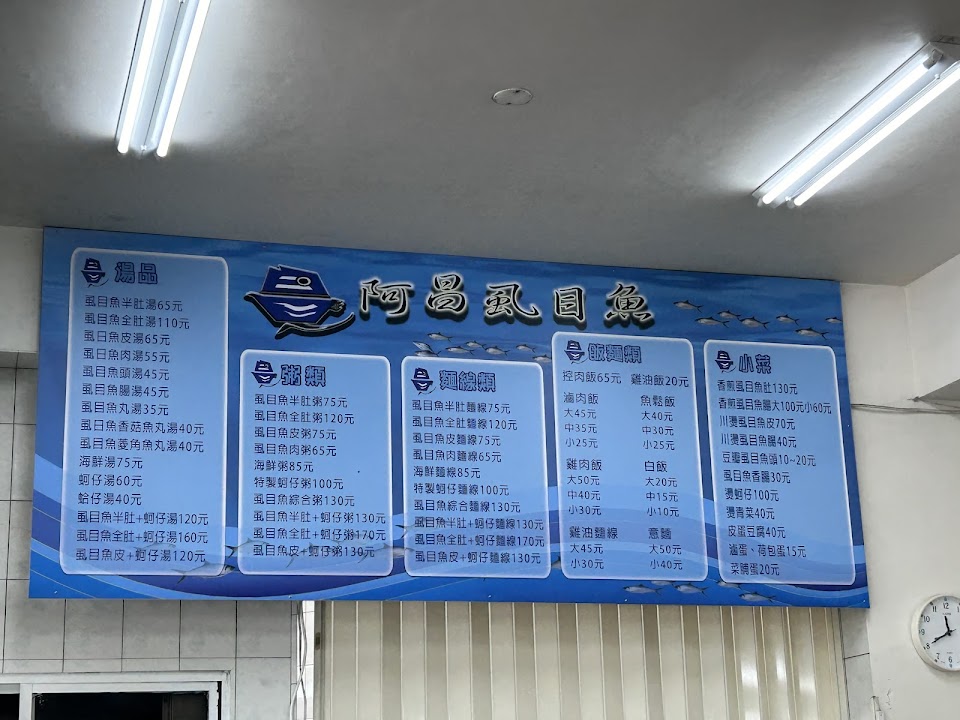 阿昌虱目魚
湯品
虱目魚半肚湯65元
虱目魚全肚湯110元
虱目魚皮湯65元
虱目魚肉湯55元
虱目魚頭湯45元
虱目魚腸湯45元
虱目魚丸湯35元
虱目魚香菇魚丸湯40元
虱目魚菱角魚丸湯40元
海鮮湯75元
蚵仔湯60元
蛤仔湯40元
虱目魚半肚+蚵仔湯120元
虱目魚全肚+蚵仔湯160元
虱目魚皮+蚵仔湯120元
粥類
虱目魚半肚粥75元
虱目魚全肚粥120元
虱目魚皮粥75元
虱目魚肉粥65元
海鮮粥85元
特製蚵仔粥100元
虱目魚綜合粥130元
虱目魚半肚+蚵仔粥130元
虱目魚全肚+蚵仔粥170元
虱目魚皮+蚵仔粥130元
麵線類
虱目魚半肚麵線75元
虱目魚全肚麵線120元
虱目魚皮麵線75元
虱目魚肉麵線65元
海鮮麵線85元
特製蚵仔麵線100元
虱目魚綜合麵線130元
虱目魚半肚+蚵仔麵線130元
虱目魚全肚+蚵仔麵線170元
虱目魚皮+蚵仔麵線130元
飯麵類
控肉飯65元 雞油飯20元
滷肉飯 魚鬆飯
大45元 大40元
中35元 中30元
小25元 小25元
雞肉飯 白飯
大50元 大20元
中40元 中15元
小30元 小10元
雞油麵線 意麵
大45元 大50元
小30元 小40元
小菜
香煎虱目魚肚130元
香煎虱目魚腸大100元小60元
川燙虱目魚皮70元
川燙虱目魚腸40元
豆瓣虱目魚頭10~20元
虱目魚香腸30元
燙蚵仔100元
燙青菜40元
皮蛋豆腐40元
滷蛋、荷包蛋15元
菜脯蛋20元